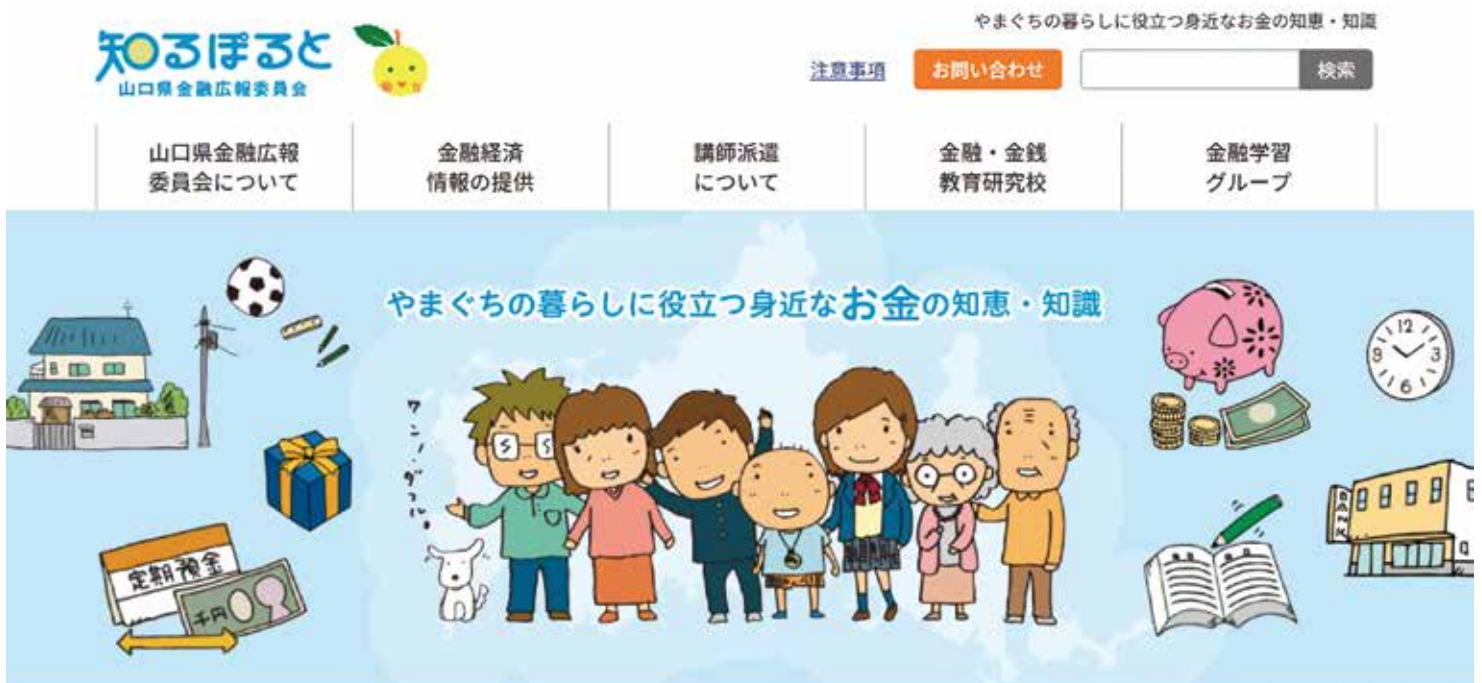 やまぐちの暮らしに役立つ身近なお金の知恵・知識
知るぽると
山口県金融広報委員会
注意事項
お問い合わせ
検索
山口県金融広報
委員会について
金融経済
情報の提供
講師派遣
について
金融・金銭
教育研究校
金融学習
グループ
やまぐちの暮らしに役立つ身近なお金の知恵・知識
12
3
6
9
BANK
定期預金
千円